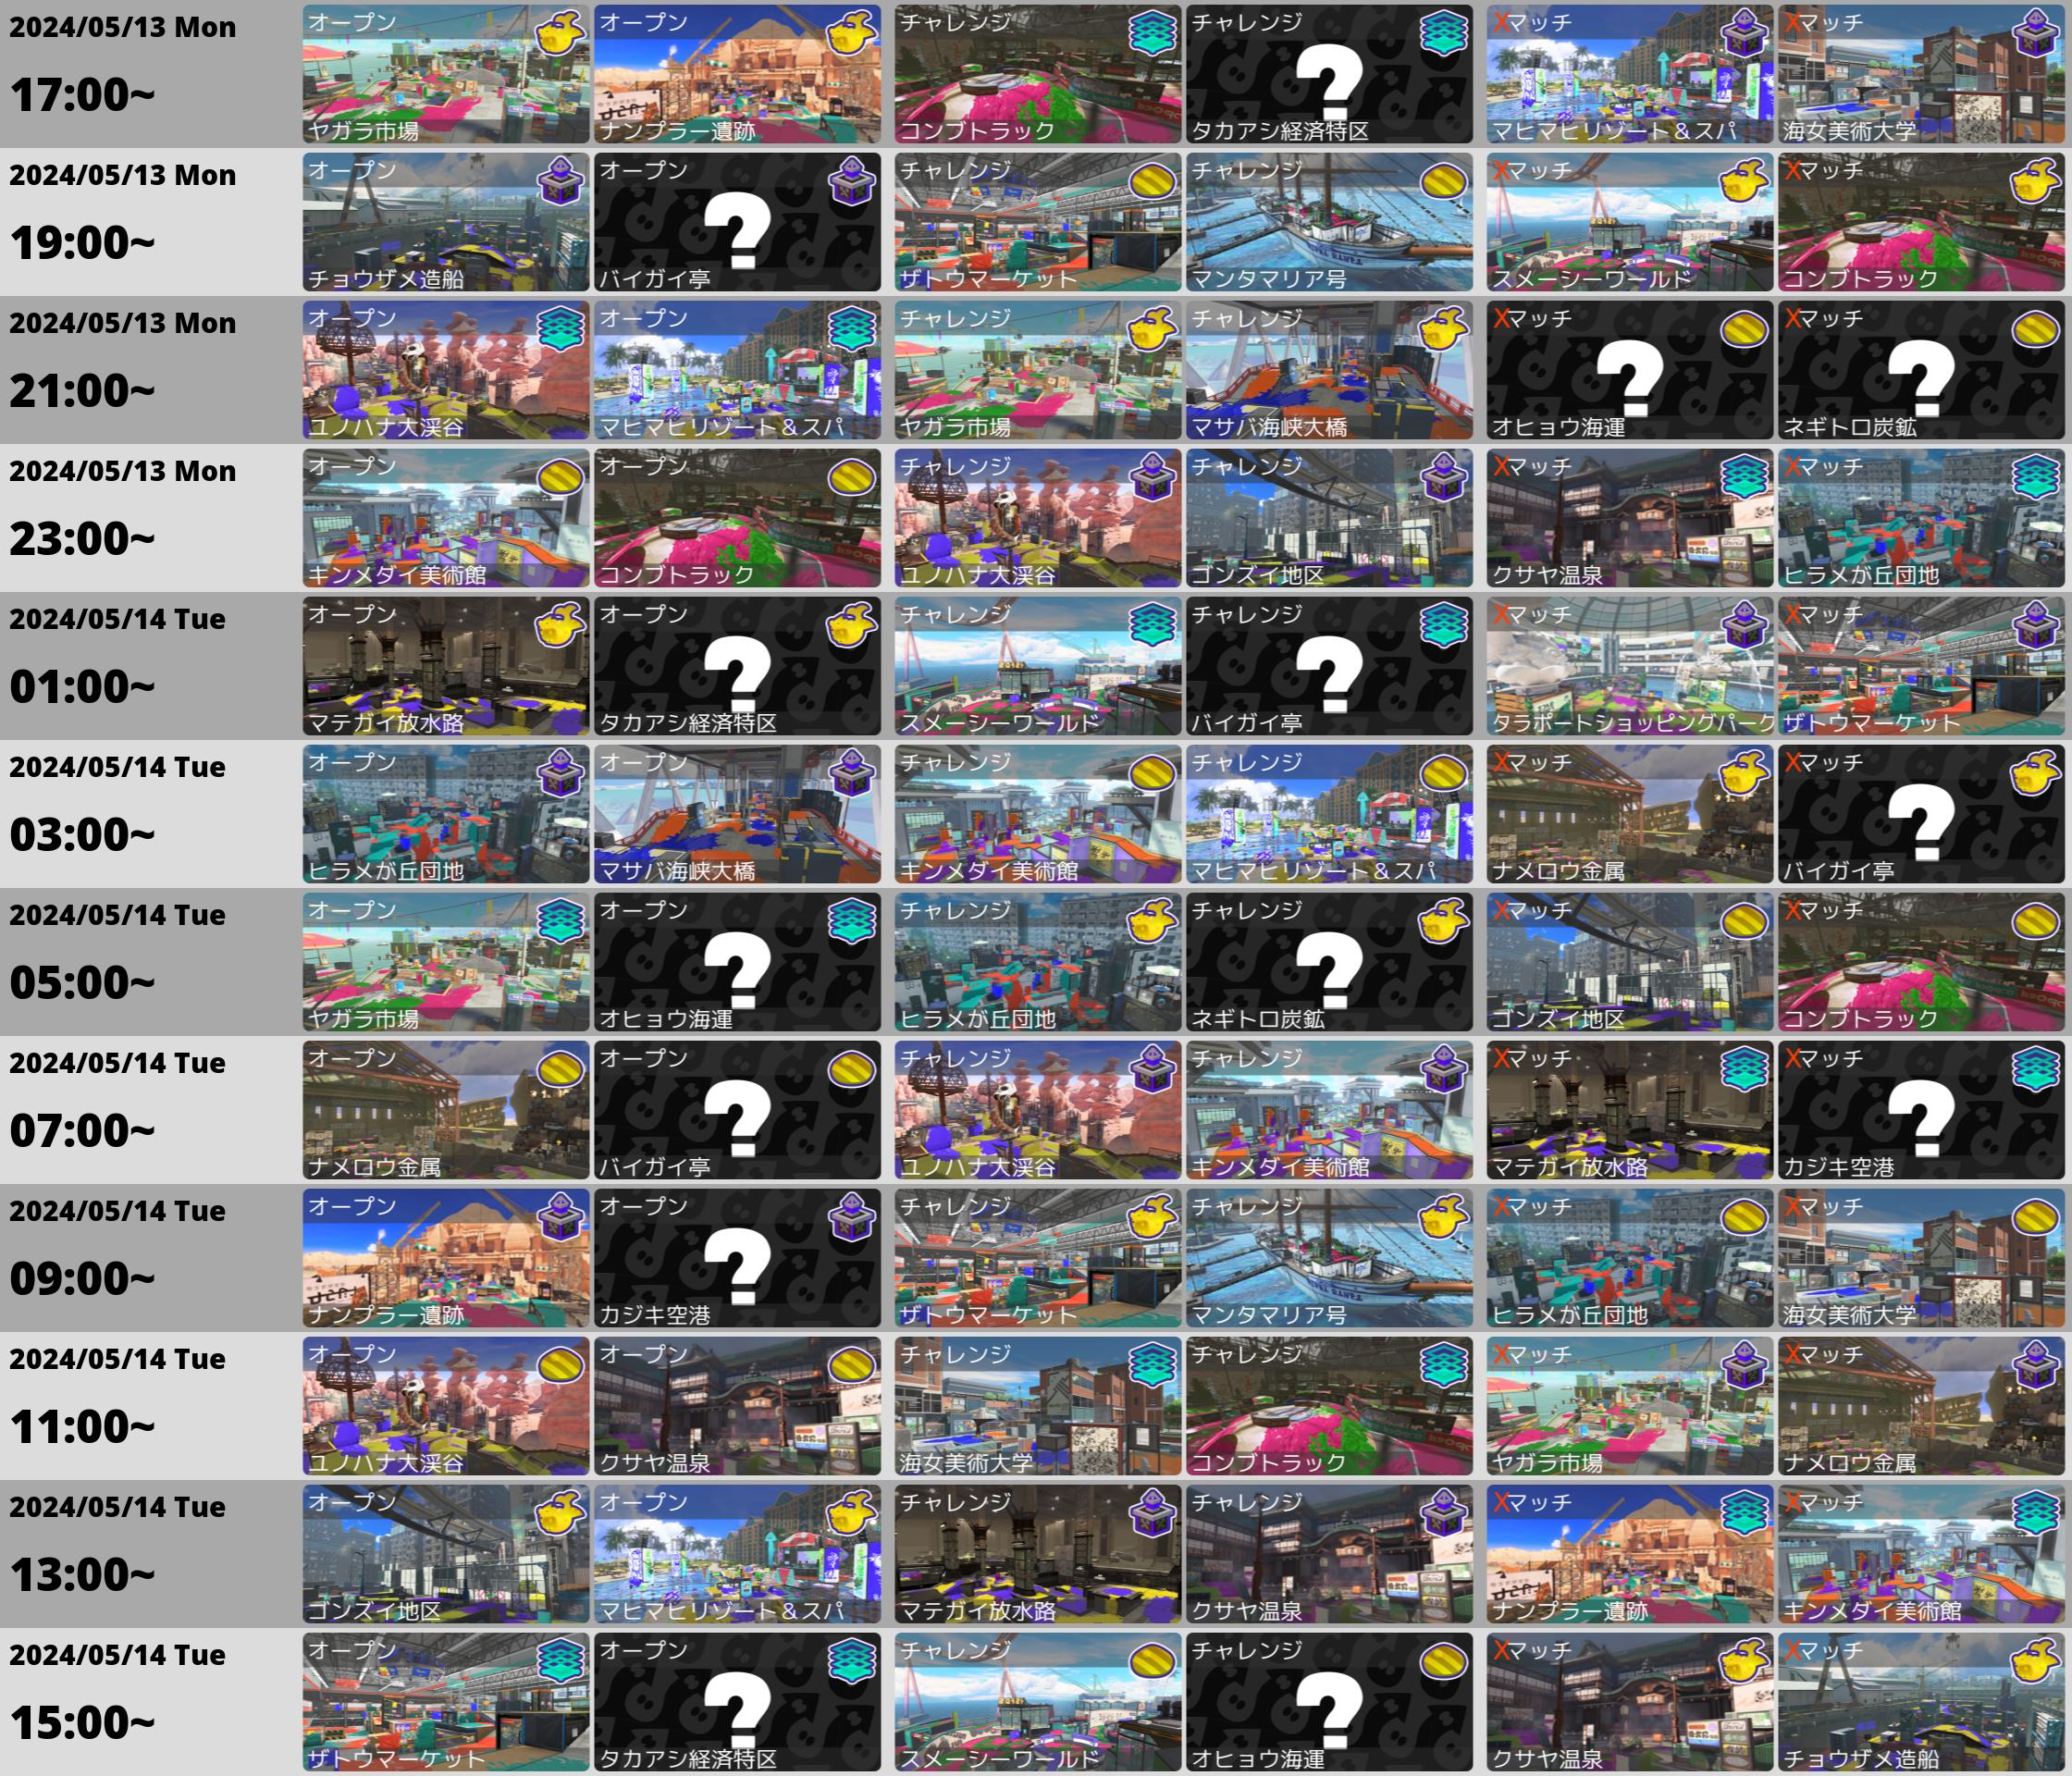 2024/05/13 Mon
17:00~
オープン オープン チャレンジ チャレンジ Xマッチ Xマッチ
ヤガラ市場 ナンプラー遺跡 コンブトラック タカアシ経済特区 マヒマヒリゾート＆スパ 海女美術大学
2024/05/13 Mon
19:00~
オープン オープン チャレンジ チャレンジ Xマッチ Xマッチ
チョウザメ造船 バイガイ亭 ザトウマーケット マンタマリア号 スメーシーワールド コンブトラック
2024/05/13 Mon
21:00~
オープン オープン チャレンジ チャレンジ Xマッチ Xマッチ
ユノハナ大渓谷 マヒマヒリゾート＆スパ ヤガラ市場 マサバ海峡大橋 オヒョウ海運 ネギトロ炭鉱
2024/05/13 Mon
23:00~
オープン オープン チャレンジ チャレンジ Xマッチ Xマッチ
キンメダイ美術館 コンブトラック ユノハナ大渓谷 ゴンズイ地区 クサヤ温泉 ヒラメが丘団地
2024/05/14 Tue
01:00~
オープン オープン チャレンジ チャレンジ Xマッチ Xマッチ
マテガイ放水路 タカアシ経済特区 スメーシーワールド バイガイ亭 タラポートショッピングパーク ザトウマーケット
2024/05/14 Tue
03:00~
オープン オープン チャレンジ チャレンジ Xマッチ Xマッチ
ヒラメが丘団地 マサバ海峡大橋 キンメダイ美術館 マヒマヒリゾート＆スパ ナメロウ金属 バイガイ亭
2024/05/14 Tue
05:00~
オープン オープン チャレンジ チャレンジ Xマッチ Xマッチ
ヤガラ市場 オヒョウ海運 ヒラメが丘団地 ネギトロ炭鉱 ゴンズイ地区 コンブトラック
2024/05/14 Tue
07:00~
オープン オープン チャレンジ チャレンジ Xマッチ Xマッチ
ナメロウ金属 バイガイ亭 ユノハナ大渓谷 キンメダイ美術館 マテガイ放水路 カジキ空港
2024/05/14 Tue
09:00~
オープン オープン チャレンジ チャレンジ Xマッチ Xマッチ
ナンプラー遺跡 カジキ空港 ザトウマーケット マンタマリア号 ヒラメが丘団地 海女美術大学
2024/05/14 Tue
11:00~
オープン オープン チャレンジ チャレンジ Xマッチ Xマッチ
ユノハナ大渓谷 クサヤ温泉 海女美術大学 コンブトラック ヤガラ市場 ナメロウ金属
2024/05/14 Tue
13:00~
オープン オープン チャレンジ チャレンジ Xマッチ Xマッチ
ゴンズイ地区 マヒマヒリゾート＆スパ マテガイ放水路 クサヤ温泉 ナンプラー遺跡 キンメダイ美術館
2024/05/14 Tue
15:00~
オープン オープン チャレンジ チャレンジ Xマッチ Xマッチ
ザトウマーケット タカアシ経済特区 スメーシーワールド オヒョウ海運 クサヤ温泉 チョウザメ造船